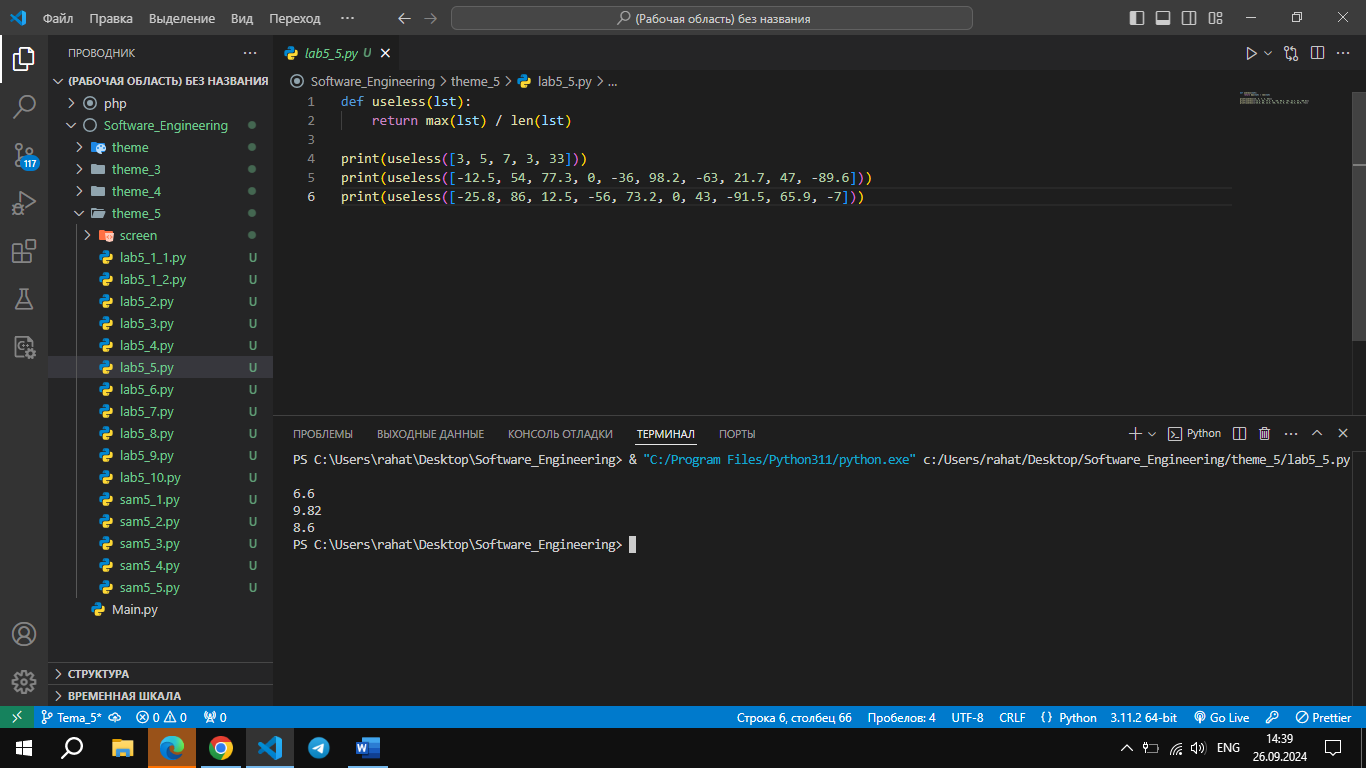 Файл Правка Выделение Вид Переход ···
(Рабочая область) без названия
ПРОВОДНИК ···
(РАБОЧАЯ ОБЛАСТЬ) БЕЗ НАЗВАНИЯ
php
Software_Engineering
theme
theme_3
theme_4
theme_5
screen
lab5_1_1.py U
lab5_1_2.py U
lab5_2.py U
lab5_3.py U
lab5_4.py U
lab5_5.py U
lab5_6.py U
lab5_7.py U
lab5_8.py U
lab5_9.py U
lab5_10.py U
sam5_1.py U
sam5_2.py U
sam5_3.py U
sam5_4.py U
sam5_5.py U
Main.py
СТРУКТУРА
ВРЕМЕННАЯ ШКАЛА
117
lab5_5.py U
Software_Engineering > theme_5 > lab5_5.py > ...
1 def useless(lst):
2 return max(lst) / len(lst)
3
4 print(useless([3, 5, 7, 3, 33]))
5 print(useless([-12.5, 54, 77.3, 0, -36, 98.2, -63, 21.7, 47, -89.6]))
6 print(useless([-25.8, 86, 12.5, -56, 73.2, 0, 43, -91.5, 65.9, -7]))
ПРОБЛЕМЫ ВЫХОДНЫЕ ДАННЫЕ КОНСОЛЬ ОТЛАДКИ ТЕРМИНАЛ ПОРТЫ
Python
PS C:\Users\rahat\Desktop\Software_Engineering> & "C:/Program Files/Python311/python.exe" c:/Users/rahat/Desktop/Software_Engineering/theme_5/lab5_5.py
6.6
9.82
8.6
PS C:\Users\rahat\Desktop\Software_Engineering>
Tema_5* 0 0 0
Строка 6, столбец 66 Пробелов: 4 UTF-8 CRLF {} Python 3.11.2 64-bit Go Live Prettier
ENG
14:39
26.09.2024